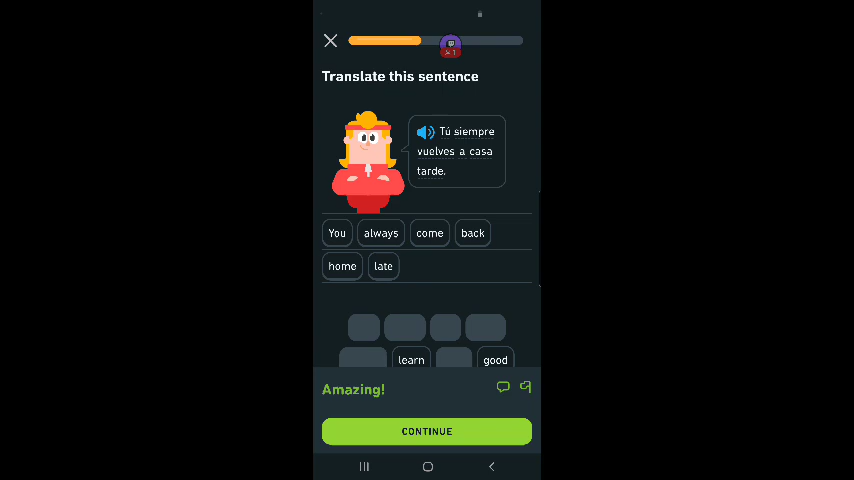 Translate this sentence
Tú siempre
vuelves a casa
tarde.
You always come back
home late
learn good
Amazing!
CONTINUE